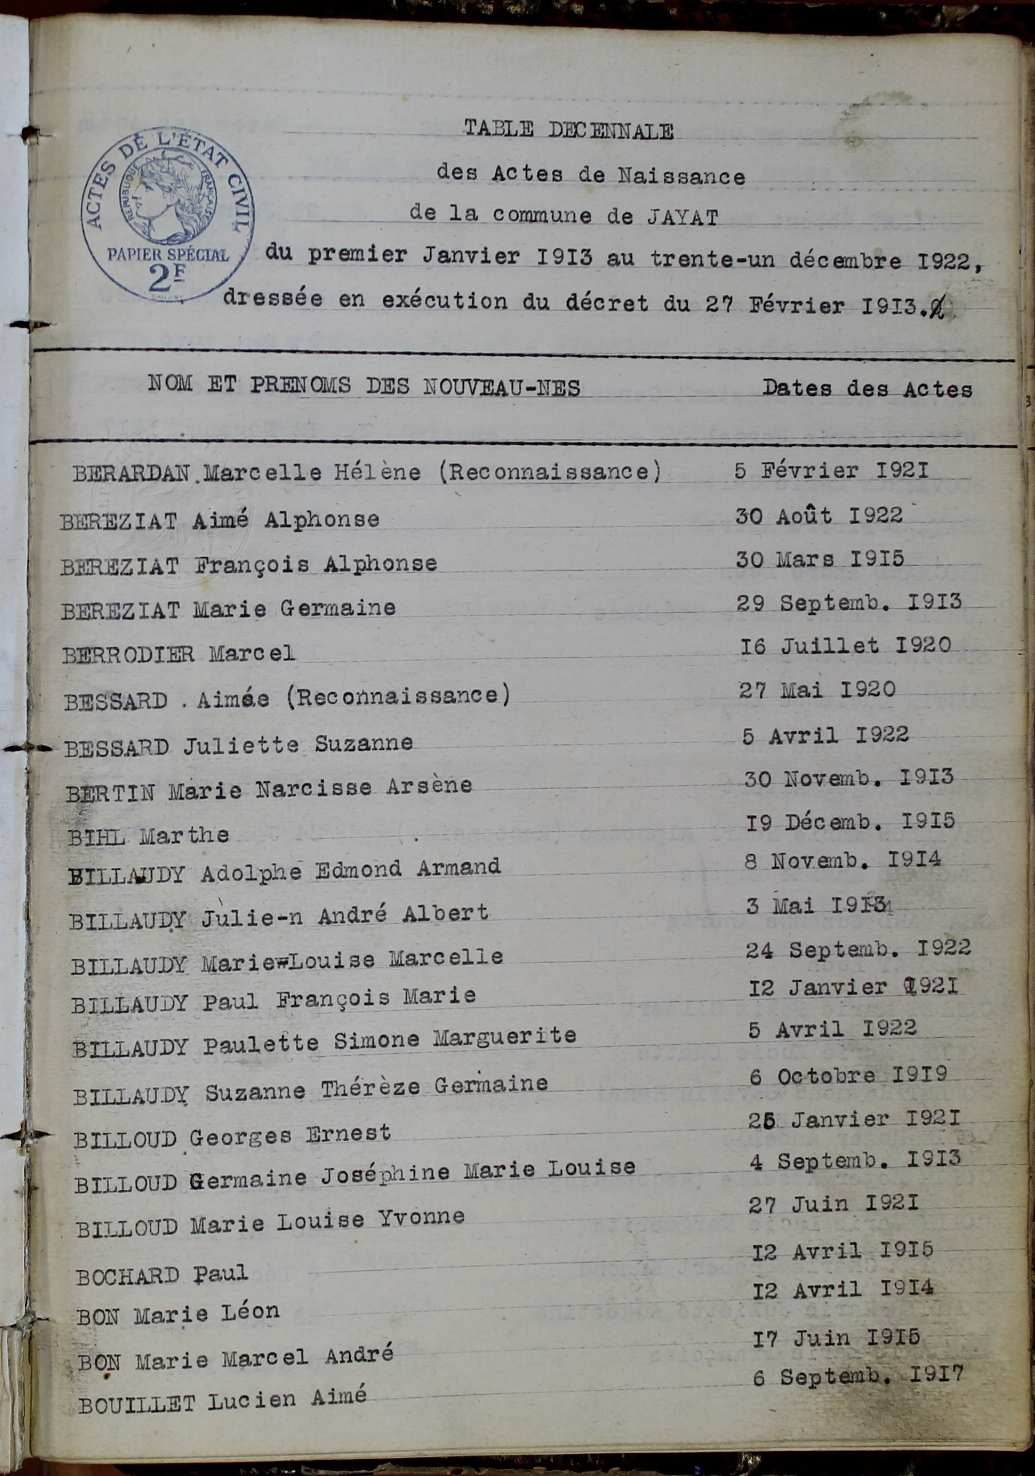 TABLE DECENNALE
des Actes de Naissance
de la commune de JAYAT
du premier Janvier I9I3 au trente-un décembre I922,
dressée en exécution du décret du 27 Février I9I3.
ACTES DE L'ÉTAT CIVIL
RÉPUBLIQUE FRANÇAISE
PAPIER SPÉCIAL
2F
NOM ET PRENOMS DES NOUVEAU-NES Dates des Actes
BERARDAN.Marcelle Hélène (Reconnaissance) 5 Février I92I
BEREZIAT Aimé Alphonse 30 Août I922
BEREZIAT François Alphonse 30 Mars I9I5
BEREZIAT Marie Germaine 29 Septemb. I9I3
BERRODIER Marcel I6 Juillet I920
BESSARD . Aimée (Reconnaissance) 27 Mai I920
BESSARD Juliette Suzanne 5 Avril I922
BERTIN Marie Narcisse Arsène 30 Novemb. I9I3
BIHL Marthe I9 Décemb. I9I5
BILLAUDY Adolphe Edmond Armand 8 Novemb. I9I4
BILLAUDY Julie-n André Albert 3 Mai I9I3
BILLAUDY Marie-Louise Marcelle 24 Septemb. I922
BILLAUDY Paul François Marie I2 Janvier I92I
BILLAUDY Paulette Simone Marguerite 5 Avril I922
BILLAUDY Suzanne Thérèze Germaine 6 Octobre I9I9
BILLOUD Georges Ernest 25 Janvier I92I
BILLOUD Germaine Joséphine Marie Louise 4 Septemb. I9I3
BILLOUD Marie Louise Yvonne 27 Juin I92I
BOCHARD Paul I2 Avril I9I5
BON Marie Léon I2 Avril I9I4
BON Marie Marcel André I7 Juin I9I5
BOUILLET Lucien Aimé 6 Septemb. I9I7